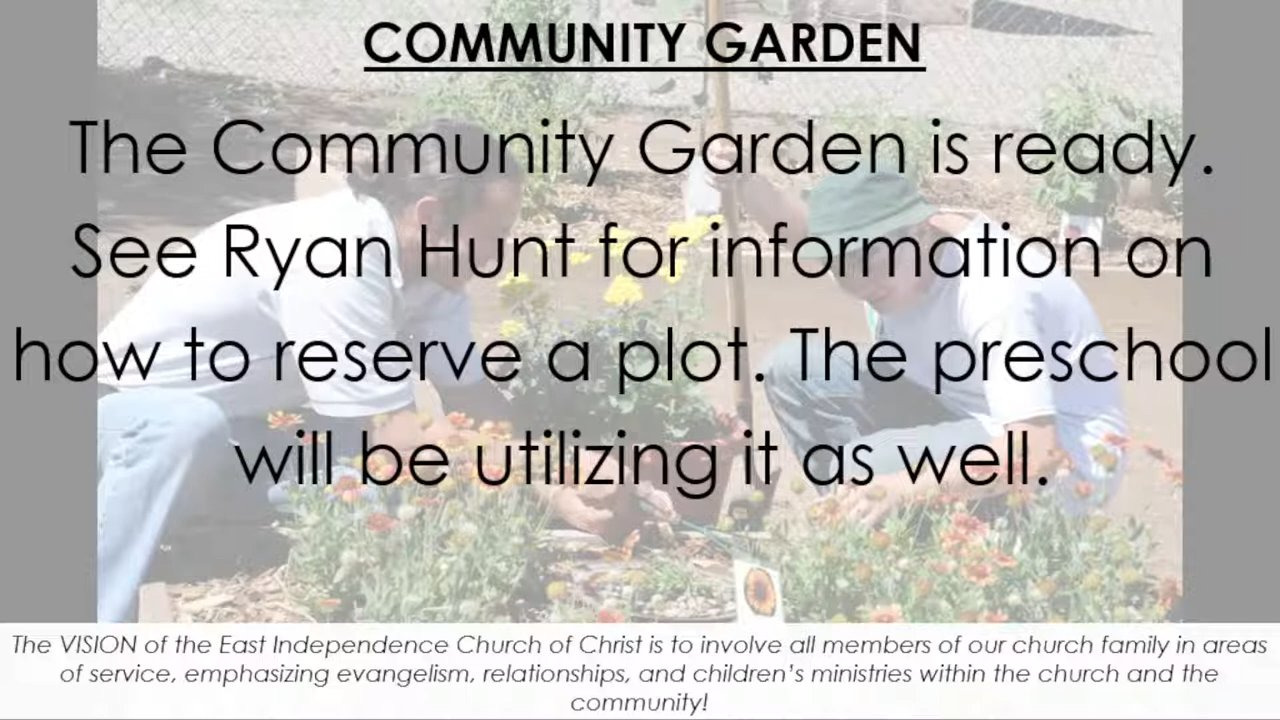 COMMUNITY GARDEN
The Community Garden is ready.
See Ryan Hunt for information on
how to reserve a plot. The preschool
will be utilizing it as well.
The VISION of the East Independence Church of Christ is to involve all members of our church family in areas
of service, emphasizing evangelism, relationships, and children's ministries within the church and the
community!